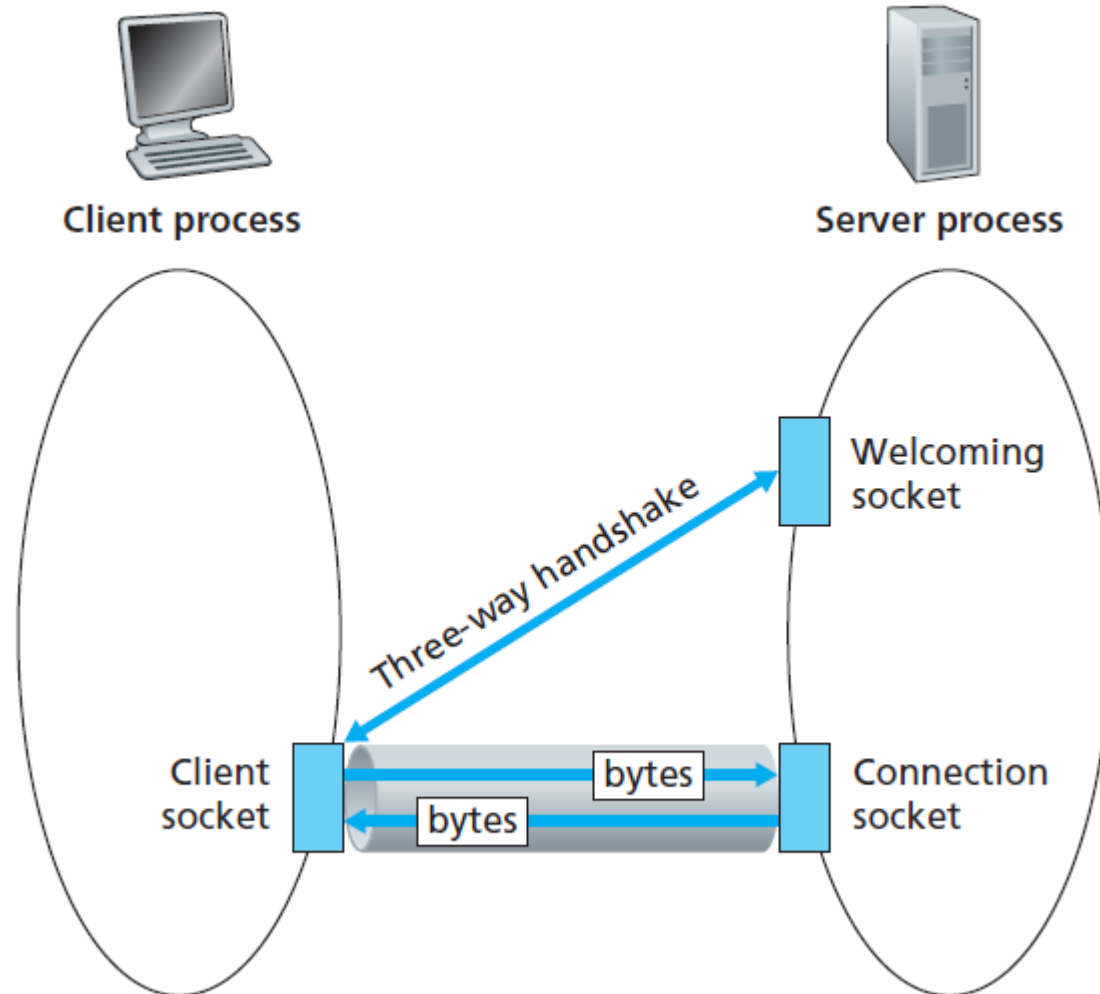 Client process
Server process
Welcoming
socket
Three-way handshake
Client
socket
bytes
bytes
Connection
socket